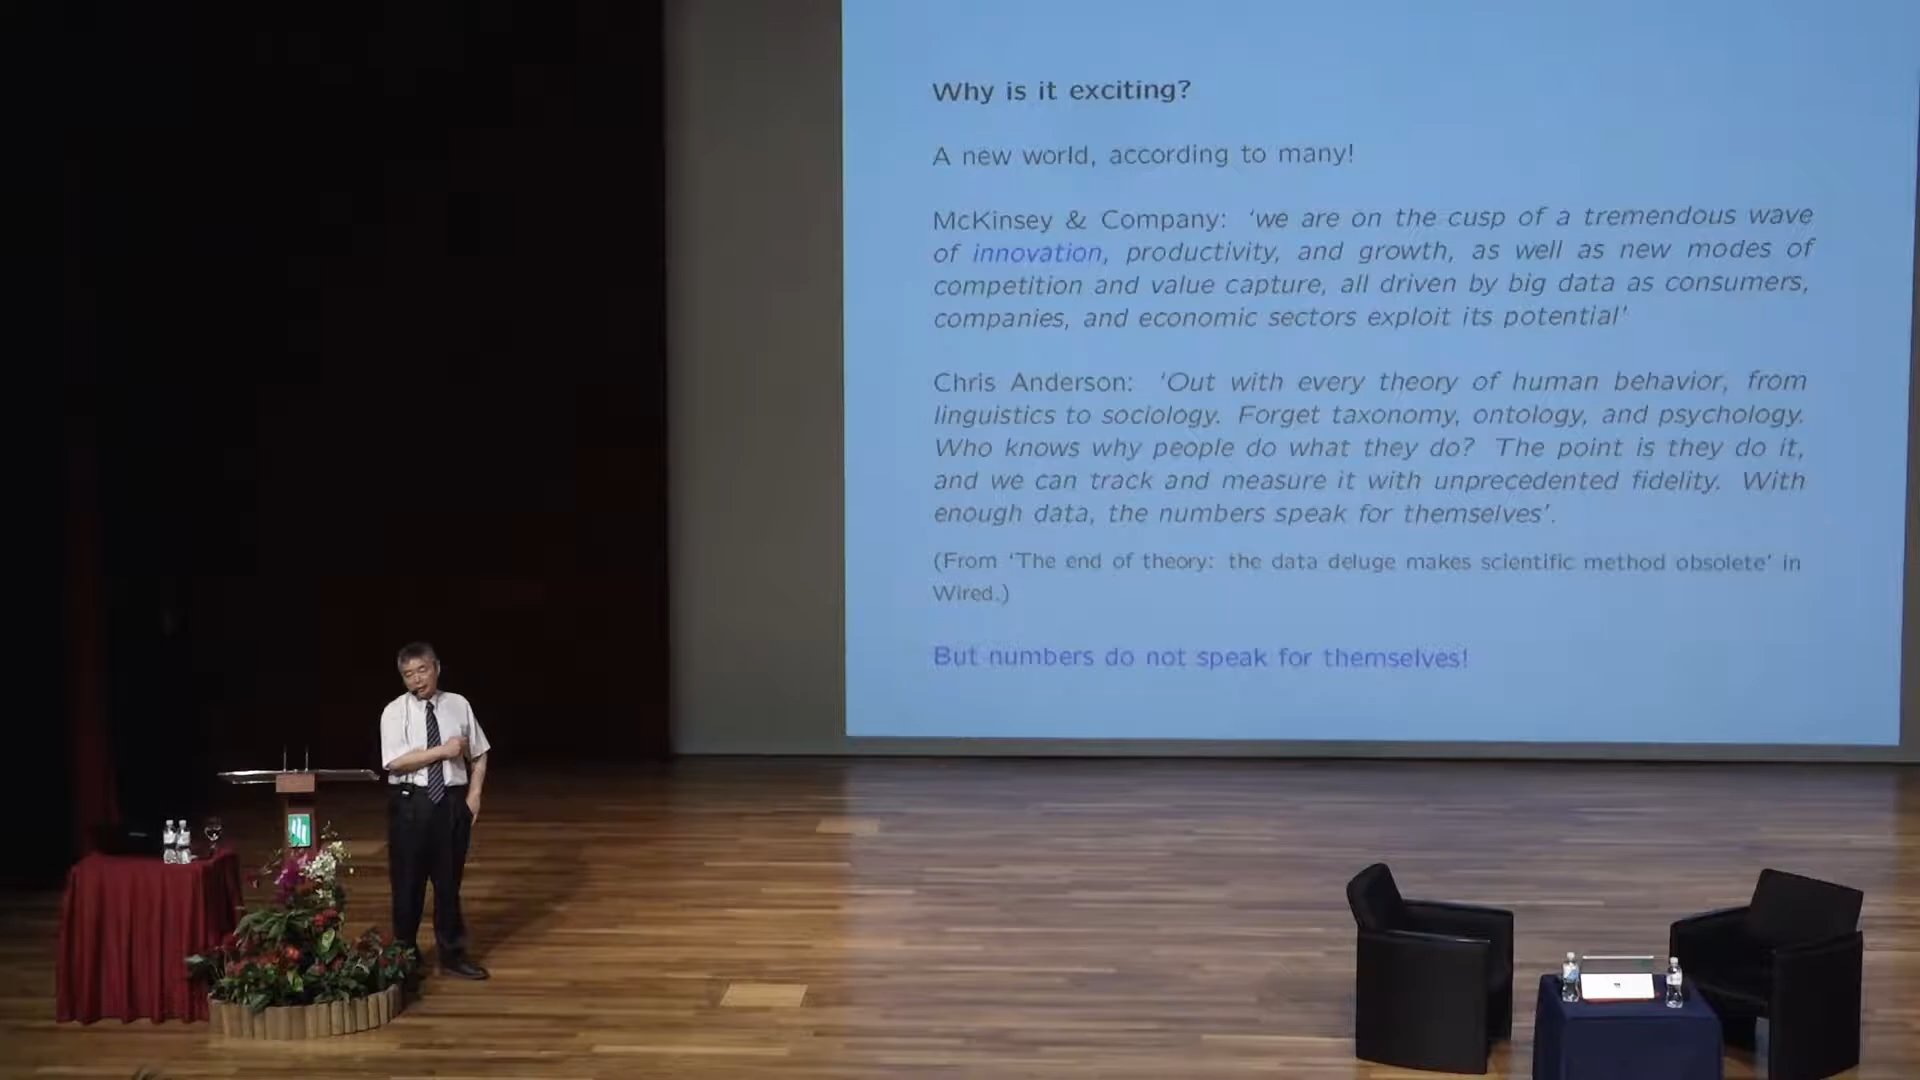 Why is it exciting?
A new world, according to many!
McKinsey & Company: ‘we are on the cusp of a tremendous wave
of innovation, productivity, and growth, as well as new modes of
competition and value capture, all driven by big data as consumers,
companies, and economic sectors exploit its potential’
Chris Anderson: ‘Out with every theory of human behavior, from
linguistics to sociology. Forget taxonomy, ontology, and psychology.
Who knows why people do what they do? The point is they do it,
and we can track and measure it with unprecedented fidelity. With
enough data, the numbers speak for themselves’.
(From ‘The end of theory: the data deluge makes scientific method obsolete’ in
Wired.)
But numbers do not speak for themselves!